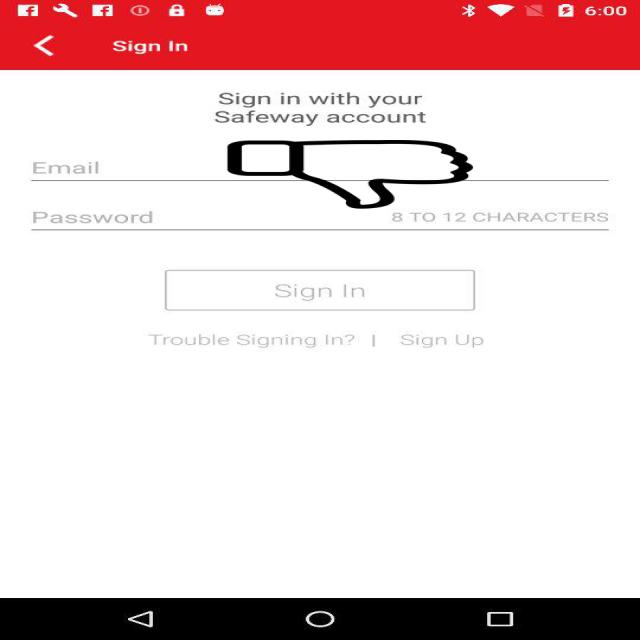 6:00
Sign In
Sign in with your
Safeway account
Email
Password 8 TO 12 CHARACTERS
Sign In
Trouble Signing In? | Sign Up